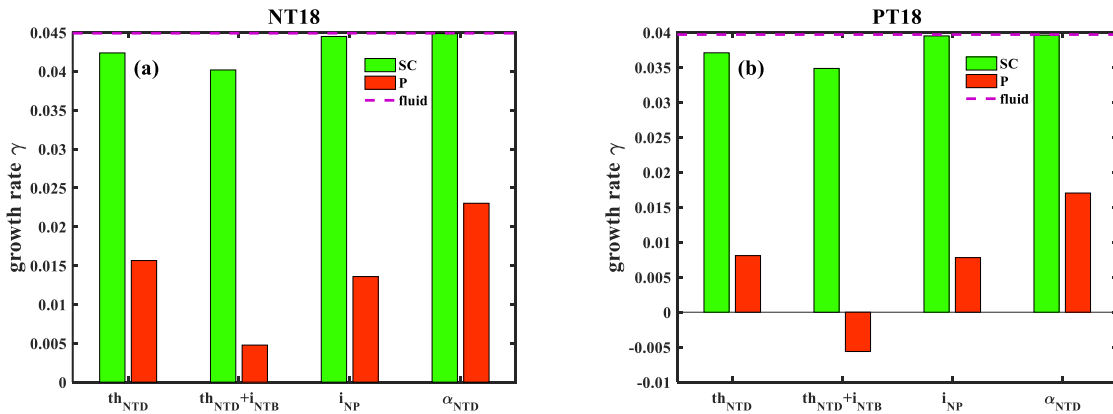 NT18
(a)
SC
P
fluid
growth rate γ
0.045
0.04
0.035
0.03
0.025
0.02
0.015
0.01
0.005
0
th_NTD
th_NTD+i_NTB
i_NP
α_NTD
PT18
(b)
SC
P
fluid
growth rate γ
0.04
0.035
0.03
0.025
0.02
0.015
0.01
0.005
0
-0.005
-0.01
th_NTD
th_NTD+i_NTB
i_NP
α_NTD